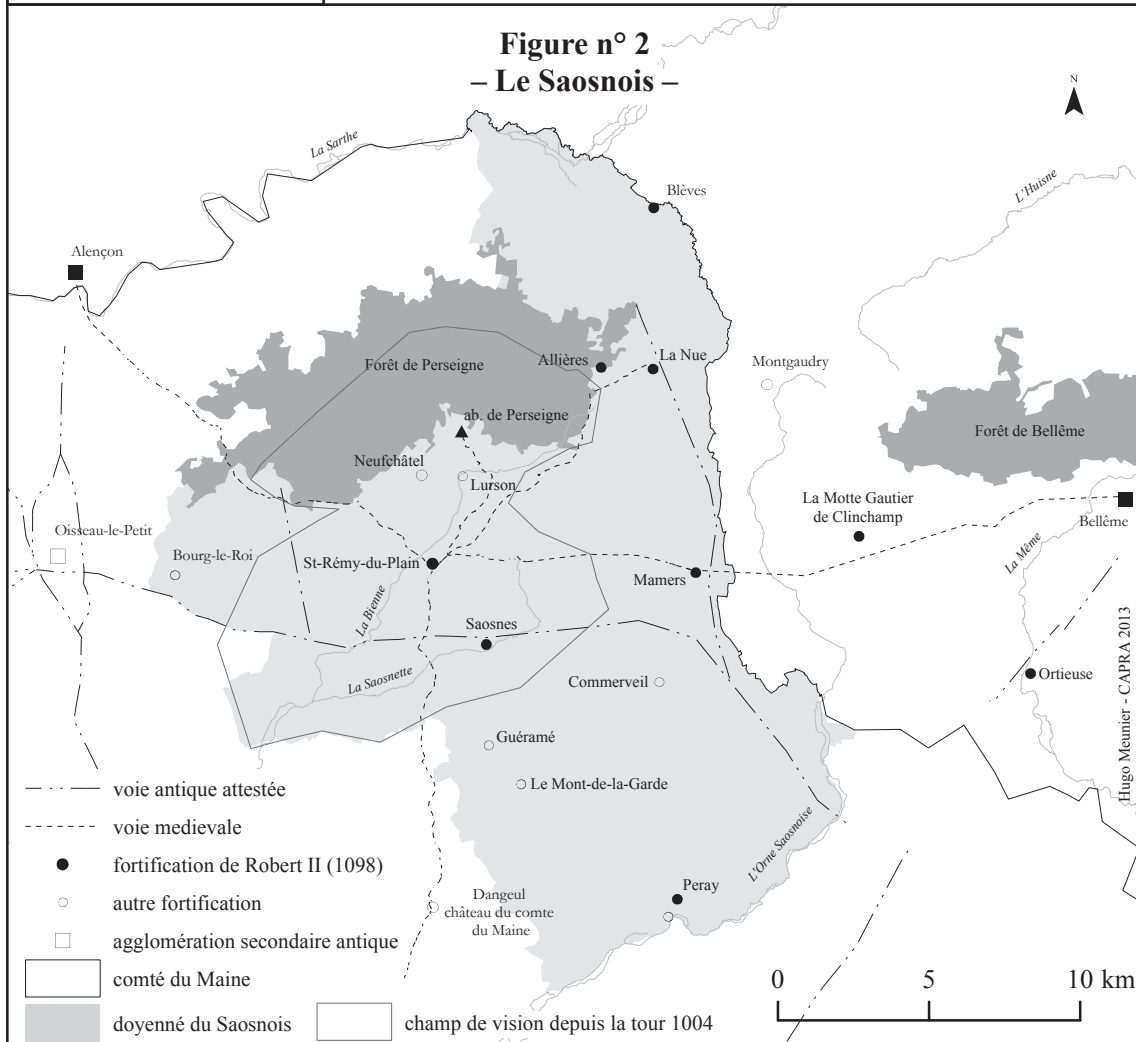 Figure n° 2
– Le Saosnois –
N
La Sarthe
Blèves
L'Huisne
Alençon
Forêt de Perseigne
Allières
La Nue
Montgaudry
ab. de Perseigne
Forêt de Bellême
Neufchâtel
Lurson
La Motte Gautier
de Clinchamp
Bellême
Oisseau-le-Petit
Bourg-le-Roi
St-Rémy-du-Plain
Mamers
La Même
La Bienne
Saosnes
La Saosnette
Commerveil
Ortieuse
Guéramé
Le Mont-de-la-Garde
L'Orne Saosnoise
Peray
Dangeul
château du comte
du Maine
Hugo Meunier - CAPRA 2013
voie antique attestée
voie medievale
fortification de Robert II (1098)
autre fortification
agglomération secondaire antique
comté du Maine
doyenné du Saosnois
champ de vision depuis la tour 1004
0 5 10 km